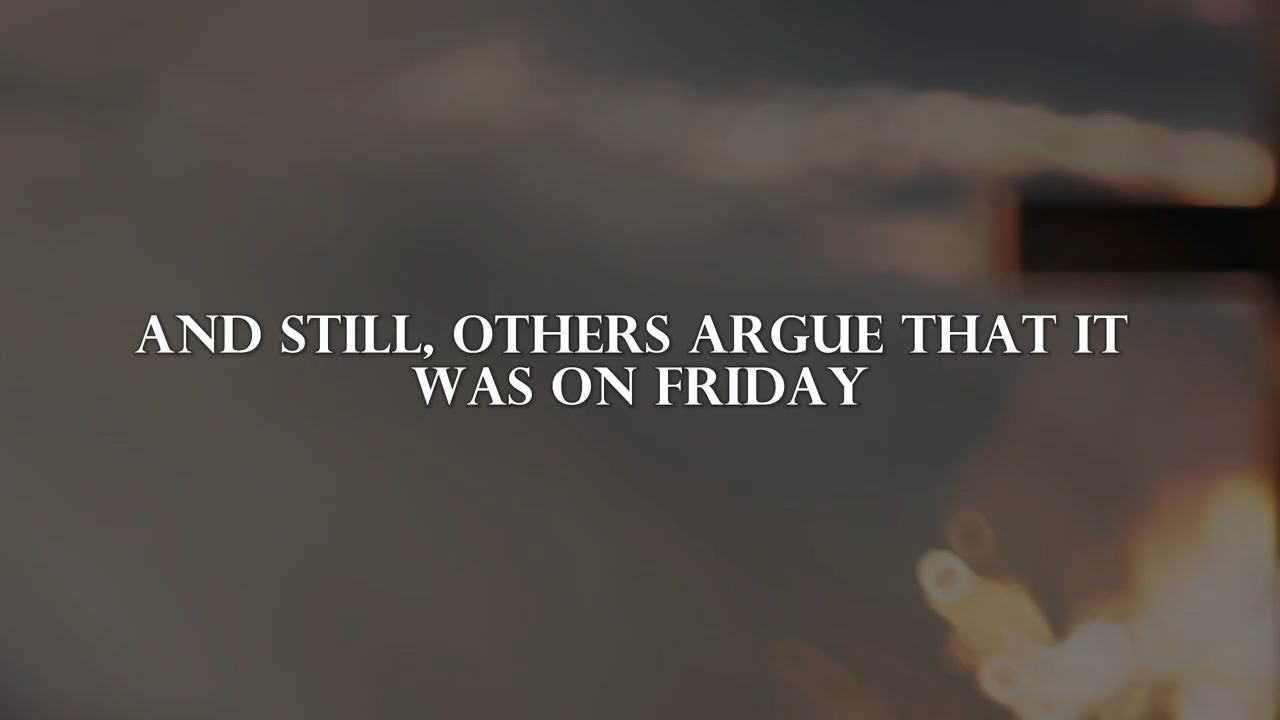 AND STILL, OTHERS ARGUE THAT IT
WAS ON FRIDAY